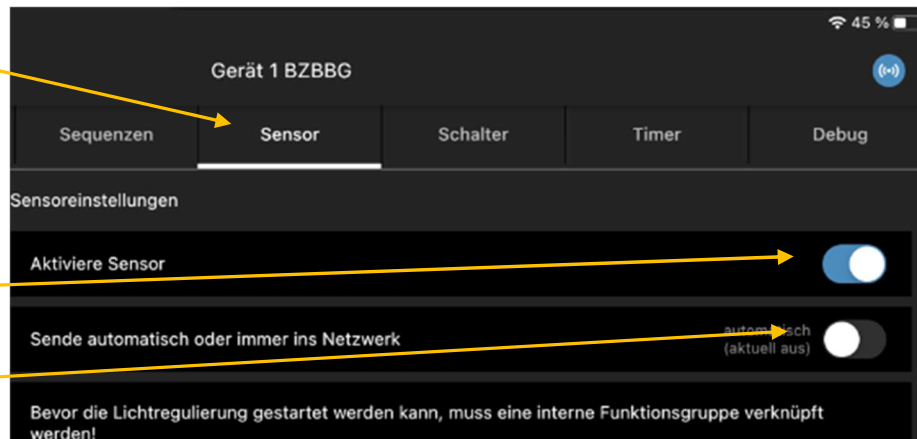 45 %
Gerät 1 BZBBG
Sequenzen Sensor Schalter Timer Debug
Sensoreinstellungen
Aktiviere Sensor
Sende automatisch oder immer ins Netzwerk
automatisch
(aktuell aus)
Bevor die Lichtregulierung gestartet werden kann, muss eine interne Funktionsgruppe verknüpft
werden!